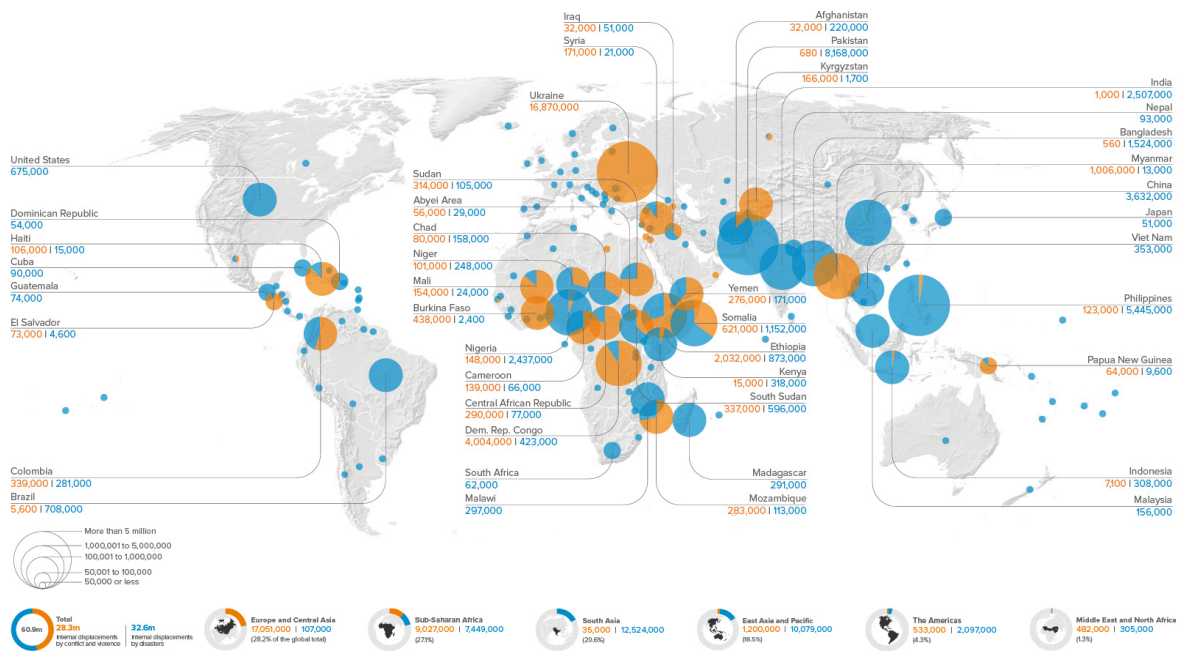 Iraq
32,000 | 51,000
Syria
171,000 | 21,000
Afghanistan
32,000 | 220,000
Pakistan
680 | 8,168,000
Kyrgyzstan
166,000 | 1,700
India
1,000 | 2,507,000
Nepal
93,000
Bangladesh
560 | 1,524,000
Myanmar
1,006,000 | 13,000
China
3,632,000
Japan
51,000
Viet Nam
353,000
Philippines
123,000 | 5,445,000
Papua New Guinea
64,000 | 9,600
Indonesia
7,100 | 308,000
Malaysia
156,000
Ukraine
16,870,000
Sudan
314,000 | 105,000
Abyei Area
56,000 | 29,000
Chad
80,000 | 158,000
Niger
101,000 | 248,000
Mali
154,000 | 24,000
Burkina Faso
438,000 | 2,400
Nigeria
148,000 | 2,437,000
Cameroon
139,000 | 66,000
Central African Republic
290,000 | 77,000
Dem. Rep. Congo
4,004,000 | 423,000
South Africa
62,000
Malawi
297,000
Yemen
276,000 | 171,000
Somalia
621,000 | 1,152,000
Ethiopia
2,032,000 | 873,000
Kenya
15,000 | 318,000
South Sudan
337,000 | 596,000
Madagascar
291,000
Mozambique
283,000 | 113,000
United States
675,000
Dominican Republic
54,000
Haiti
106,000 | 15,000
Cuba
90,000
Guatemala
74,000
El Salvador
73,000 | 4,600
Colombia
339,000 | 281,000
Brazil
5,600 | 708,000
More than 5 million
1,000,001 to 5,000,000
100,001 to 1,000,000
50,001 to 100,000
50,000 or less
60.9m
Total
28.3m
Internal displacements
by conflict and violence
32.6m
Internal displacements
by disasters
Europe and Central Asia
17,051,000 | 107,000
(28.2% of the global total)
Sub-Saharan Africa
9,027,000 | 7,449,000
(27.1%)
South Asia
35,000 | 12,524,000
(20.6%)
East Asia and Pacific
1,200,000 | 10,079,000
(18.5%)
The Americas
533,000 | 2,097,000
(4.3%)
Middle East and North Africa
482,000 | 305,000
(1.3%)